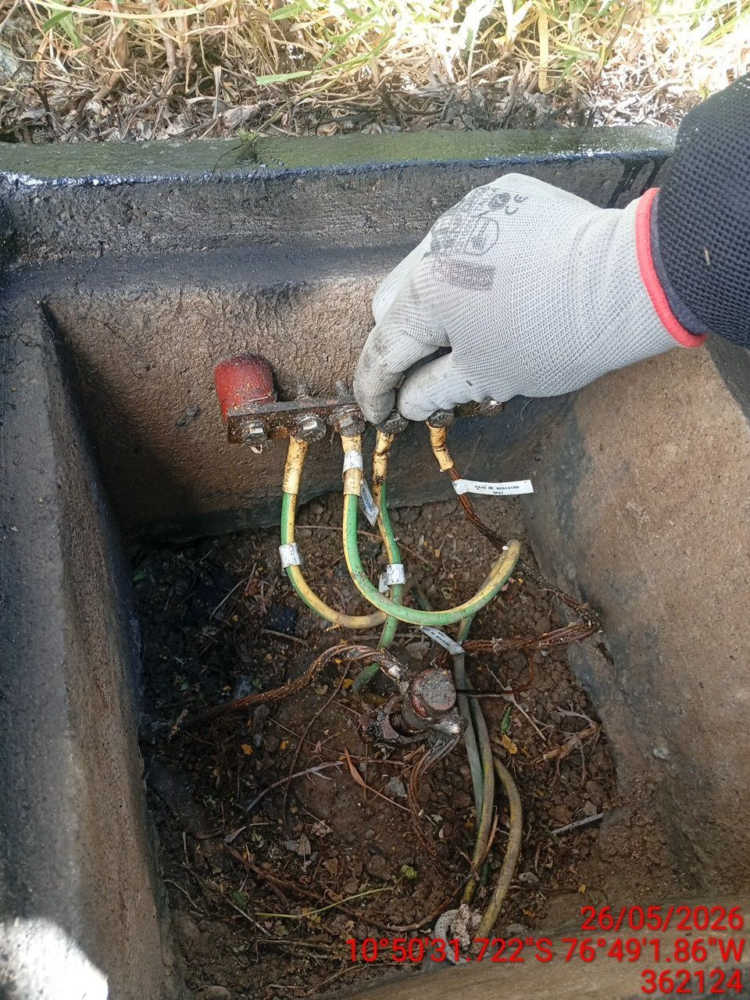 CAJA DE REGISTRO
SPAT
26/05/2026
10°50'31.722"S 76°49'1.86"W
362124